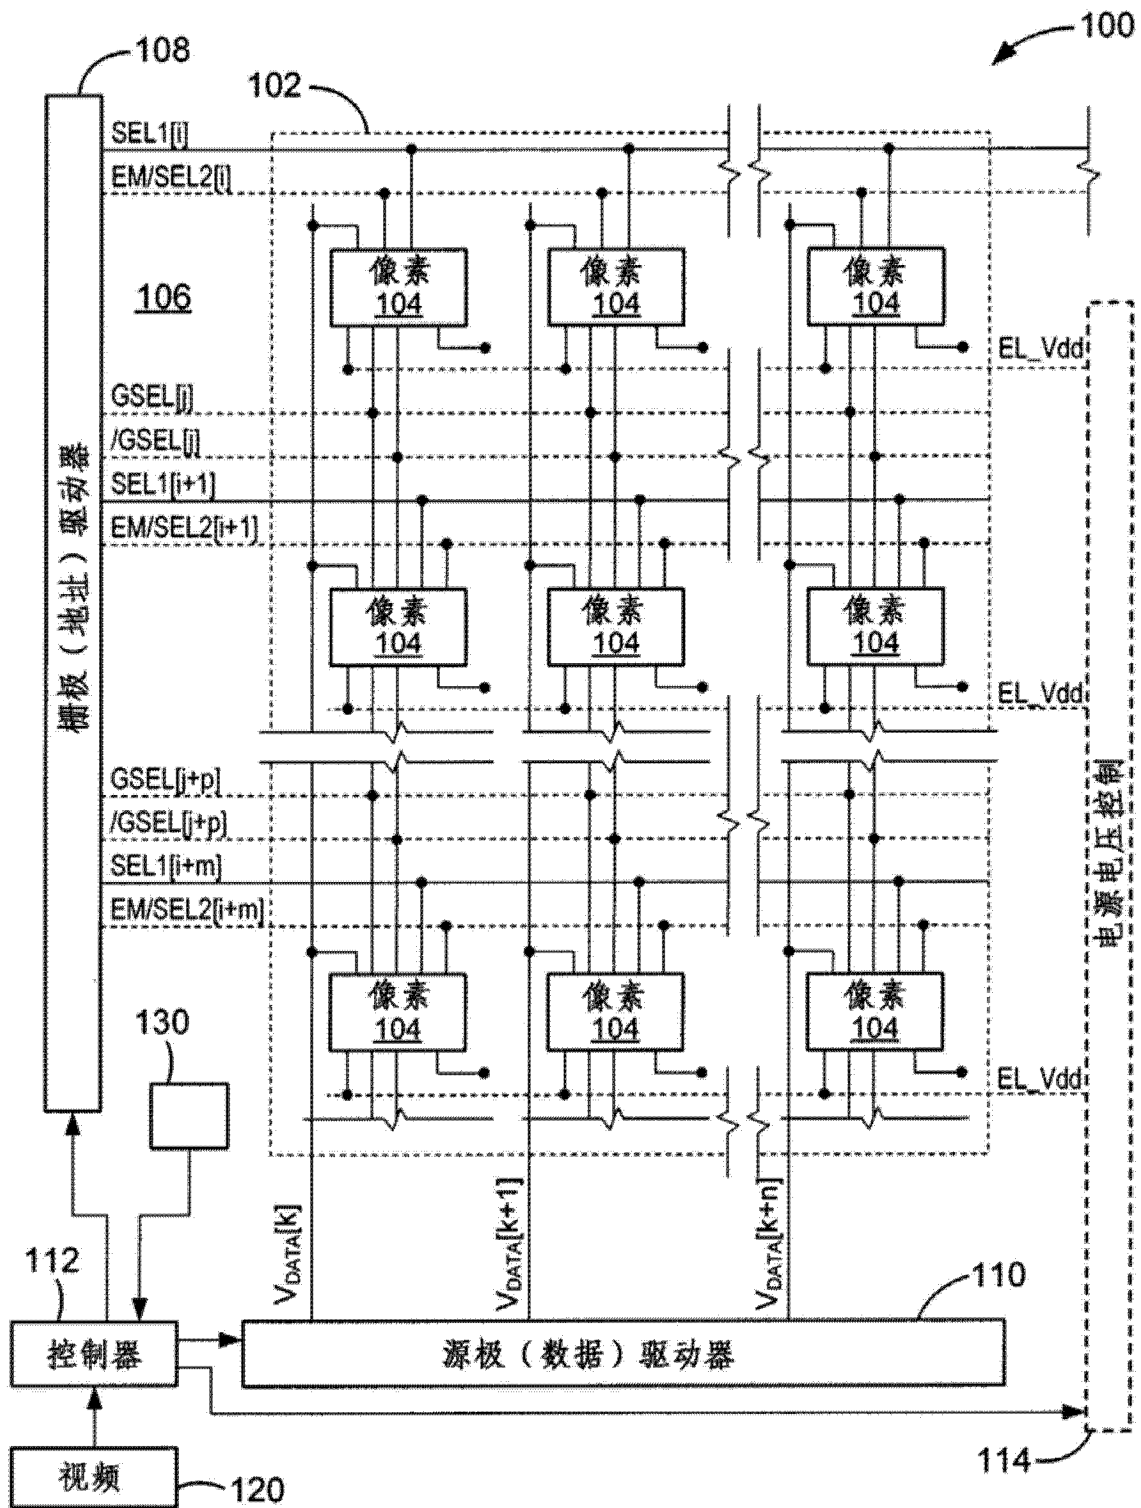 100
108
102
SEL1[i]
EM/SEL2[i]
像素 像素 像素
104 104 104
106
EL_Vdd
GSEL[j]
/GSEL[j]
SEL1[i+1]
EM/SEL2[i+1]
栅极（地址）驱动器
像素 像素 像素
104 104 104
EL_Vdd
电源电压控制
GSEL[j+p]
/GSEL[j+p]
SEL1[i+m]
EM/SEL2[i+m]
像素 像素 像素
104 104 104
130
EL_Vdd
VDATA[k]
VDATA[k+1]
VDATA[k+n]
112
110
控制器
源极（数据）驱动器
114
视频
120